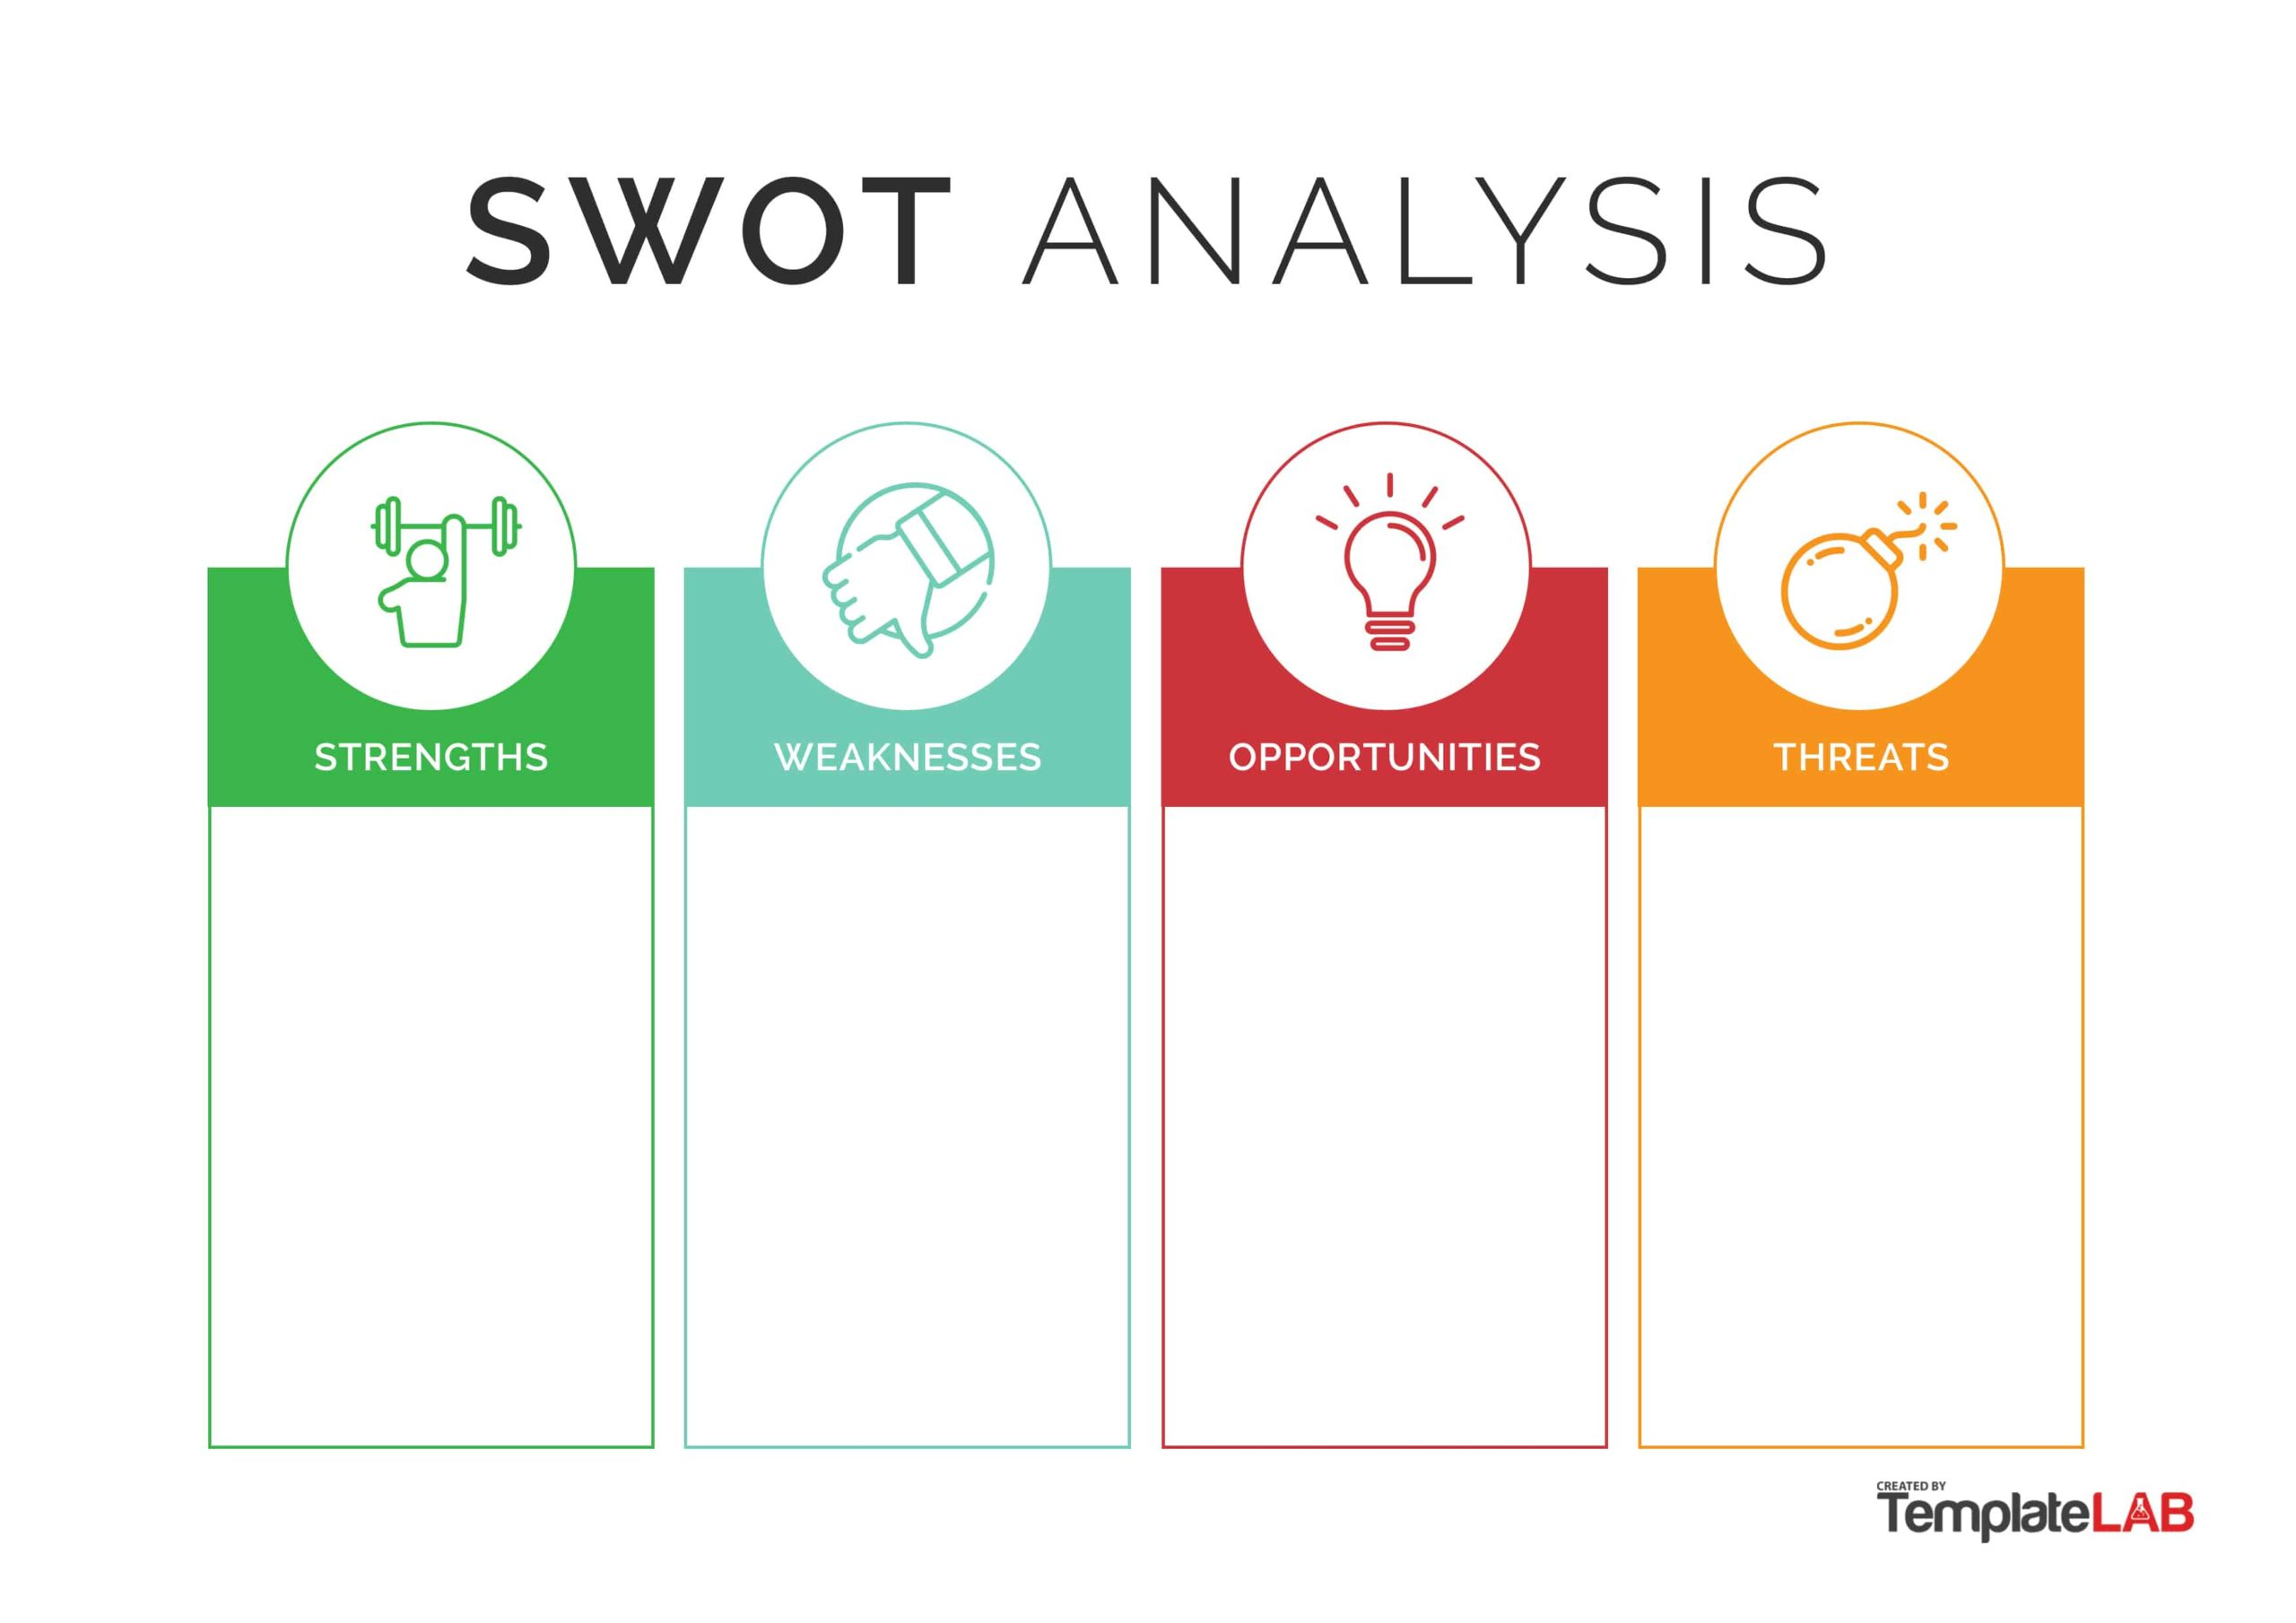 SWOT ANALYSIS
STRENGTHS
WEAKNESSES
OPPORTUNITIES
THREATS
CREATED BY
TemplateLAB